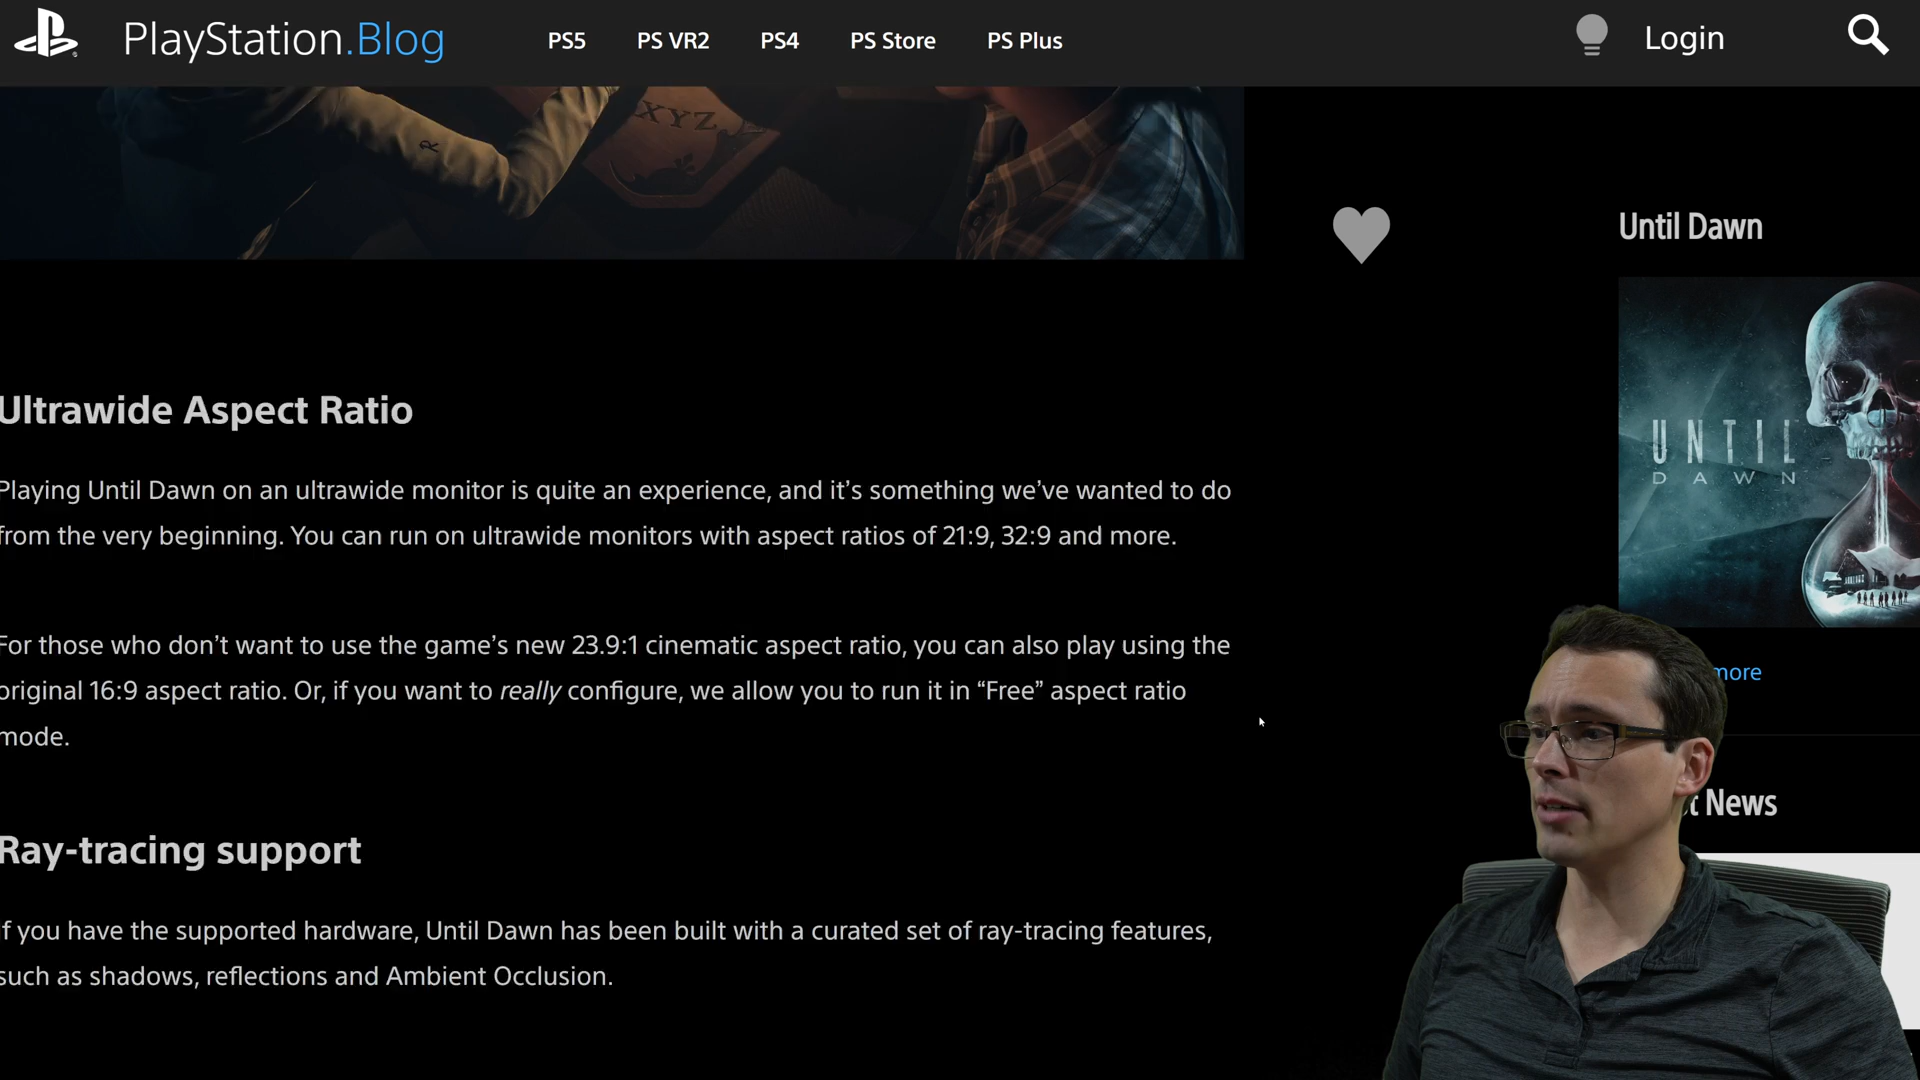 PlayStation.Blog
PS5
PS VR2
PS4
PS Store
PS Plus
Login
XYZ
R
Until Dawn
UNTIL
DAWN
Ultrawide Aspect Ratio
Playing Until Dawn on an ultrawide monitor is quite an experience, and it’s something we’ve wanted to do
from the very beginning. You can run on ultrawide monitors with aspect ratios of 21:9, 32:9 and more.
For those who don’t want to use the game’s new 23.9:1 cinematic aspect ratio, you can also play using the
original 16:9 aspect ratio. Or, if you want to really configure, we allow you to run it in “Free” aspect ratio
mode.
more
News
Ray-tracing support
If you have the supported hardware, Until Dawn has been built with a curated set of ray-tracing features,
such as shadows, reflections and Ambient Occlusion.